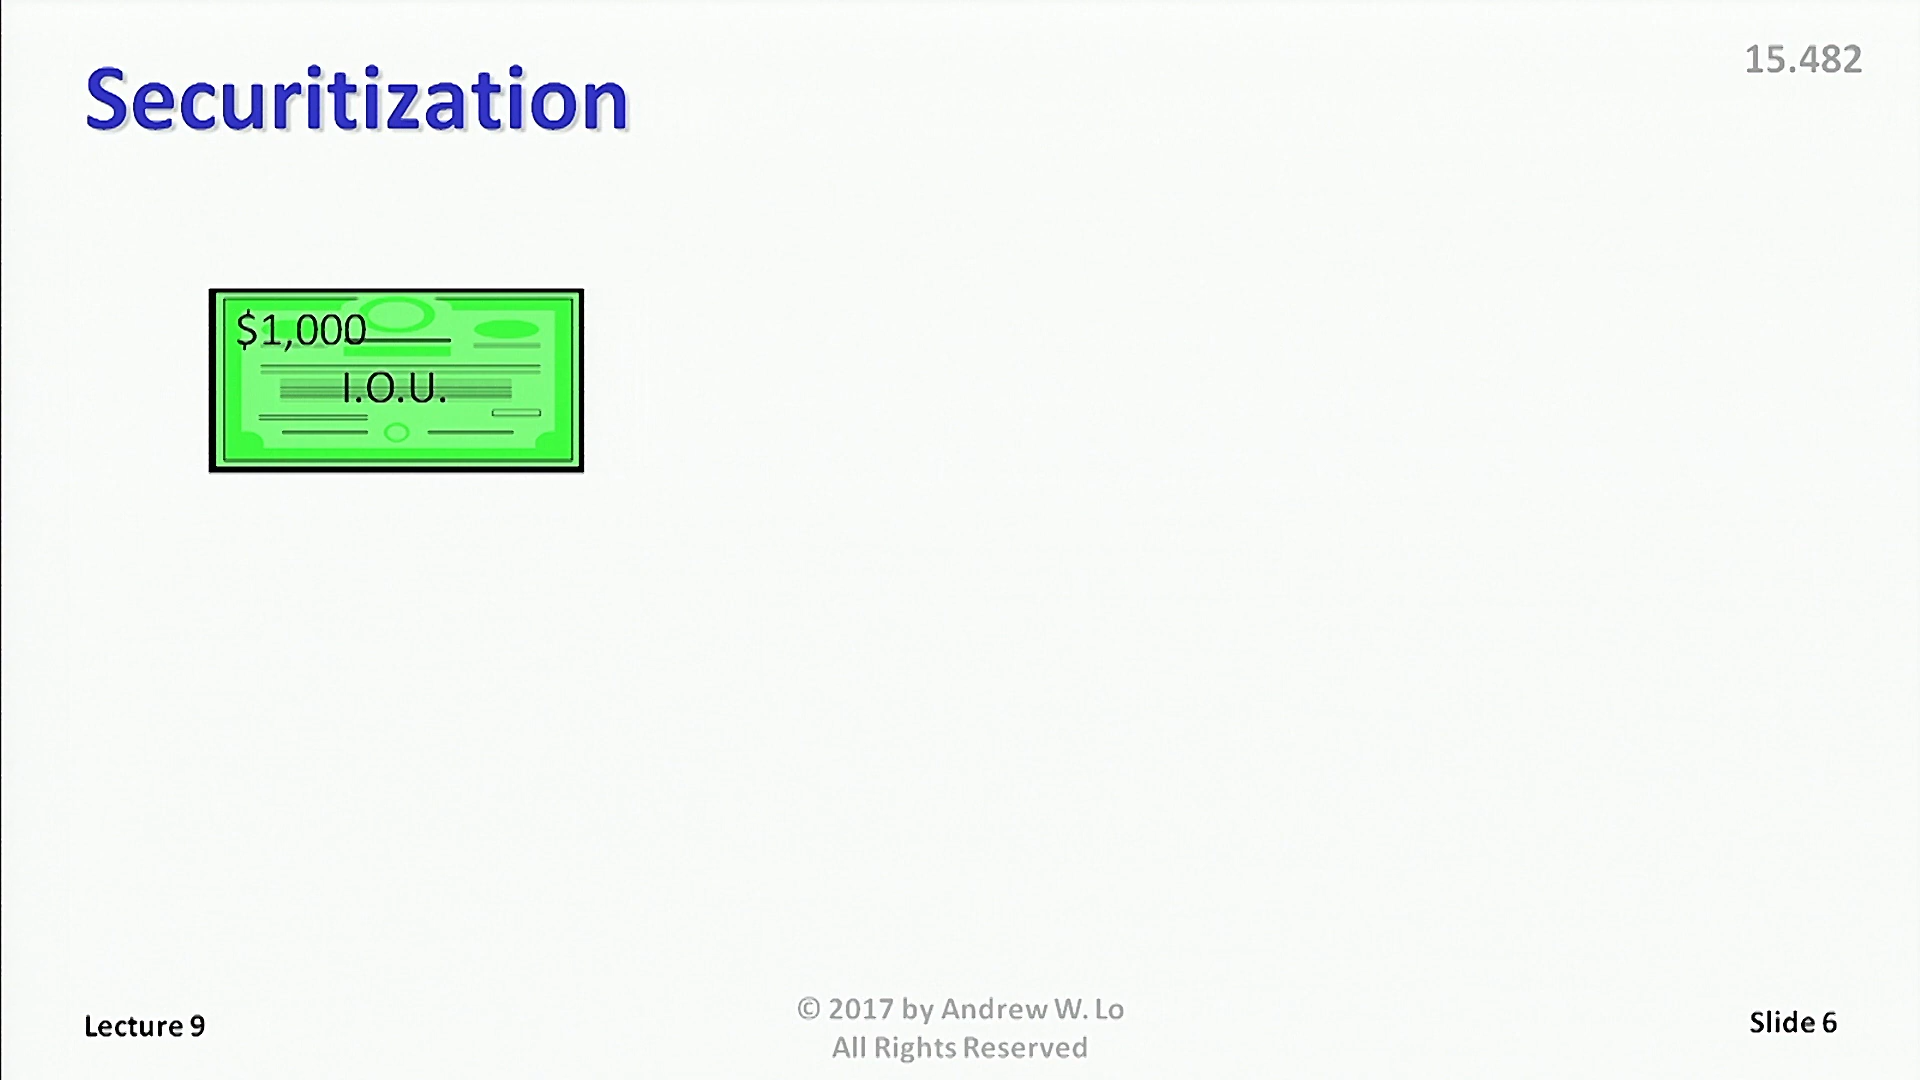 15.482
Securitization
$1,000
I.O.U.
Lecture 9
© 2017 by Andrew W. Lo
All Rights Reserved
Slide 6